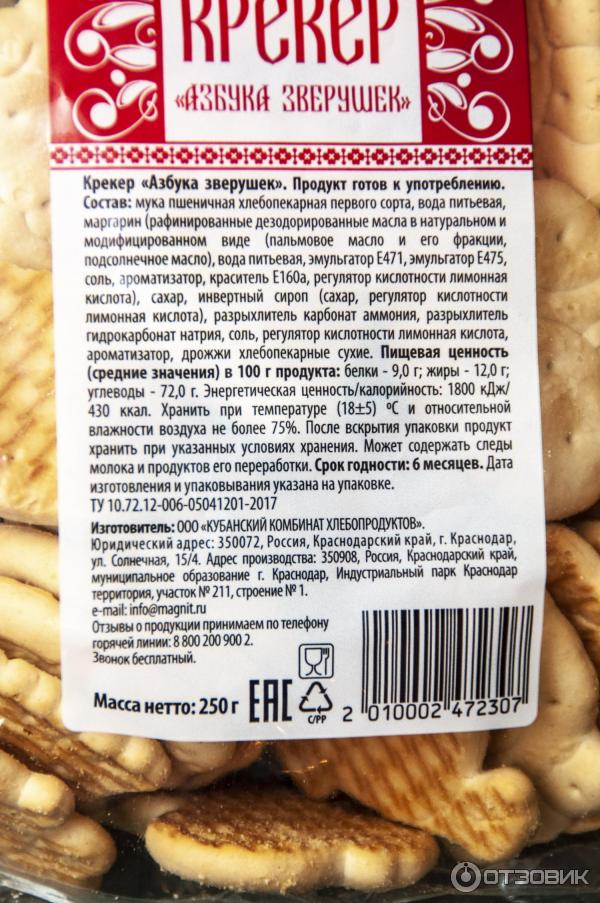 КРЕКЕР
«АЗБУКА ЗВЕРУШЕК»
Крекер «Азбука зверушек». Продукт готов к употреблению.
Состав: мука пшеничная хлебопекарная первого сорта, вода питьевая,
маргарин (рафинированные дезодорированные масла в натуральном и
модифицированном виде (пальмовое масло и его фракции,
подсолнечное масло), вода питьевая, эмульгатор Е471, эмульгатор Е475,
соль, ароматизатор, краситель Е160а, регулятор кислотности лимонная
кислота), сахар, инвертный сироп (сахар, регулятор кислотности
лимонная кислота), разрыхлитель карбонат аммония, разрыхлитель
гидрокарбонат натрия, соль, регулятор кислотности лимонная кислота,
ароматизатор, дрожжи хлебопекарные сухие. Пищевая ценность
(средние значения) в 100 г продукта: белки - 9,0 г; жиры - 12,0 г;
углеводы - 72,0 г. Энергетическая ценность/калорийность: 1800 кДж/
430 ккал. Хранить при температуре (18±5) ºС и относительной
влажности воздуха не более 75%. После вскрытия упаковки продукт
хранить при указанных условиях хранения. Может содержать следы
молока и продуктов его переработки. Срок годности: 6 месяцев. Дата
изготовления и упаковывания указана на упаковке.
ТУ 10.72.12-006-05041201-2017
Изготовитель: ООО «КУБАНСКИЙ КОМБИНАТ ХЛЕБОПРОДУКТОВ».
Юридический адрес: 350072, Россия, Краснодарский край, г. Краснодар,
ул. Солнечная, 15/4. Адрес производства: 350908, Россия, Краснодарский край,
муниципальное образование г. Краснодар, Индустриальный парк Краснодар
территория, участок № 211, строение № 1.
e-mail: info@magnit.ru
Отзывы о продукции принимаем по телефону
горячей линии: 8 800 200 900 2.
Звонок бесплатный.
Масса нетто: 250 г
ЕАС
C/PP
2 010002 472307
ОТЗОВИК